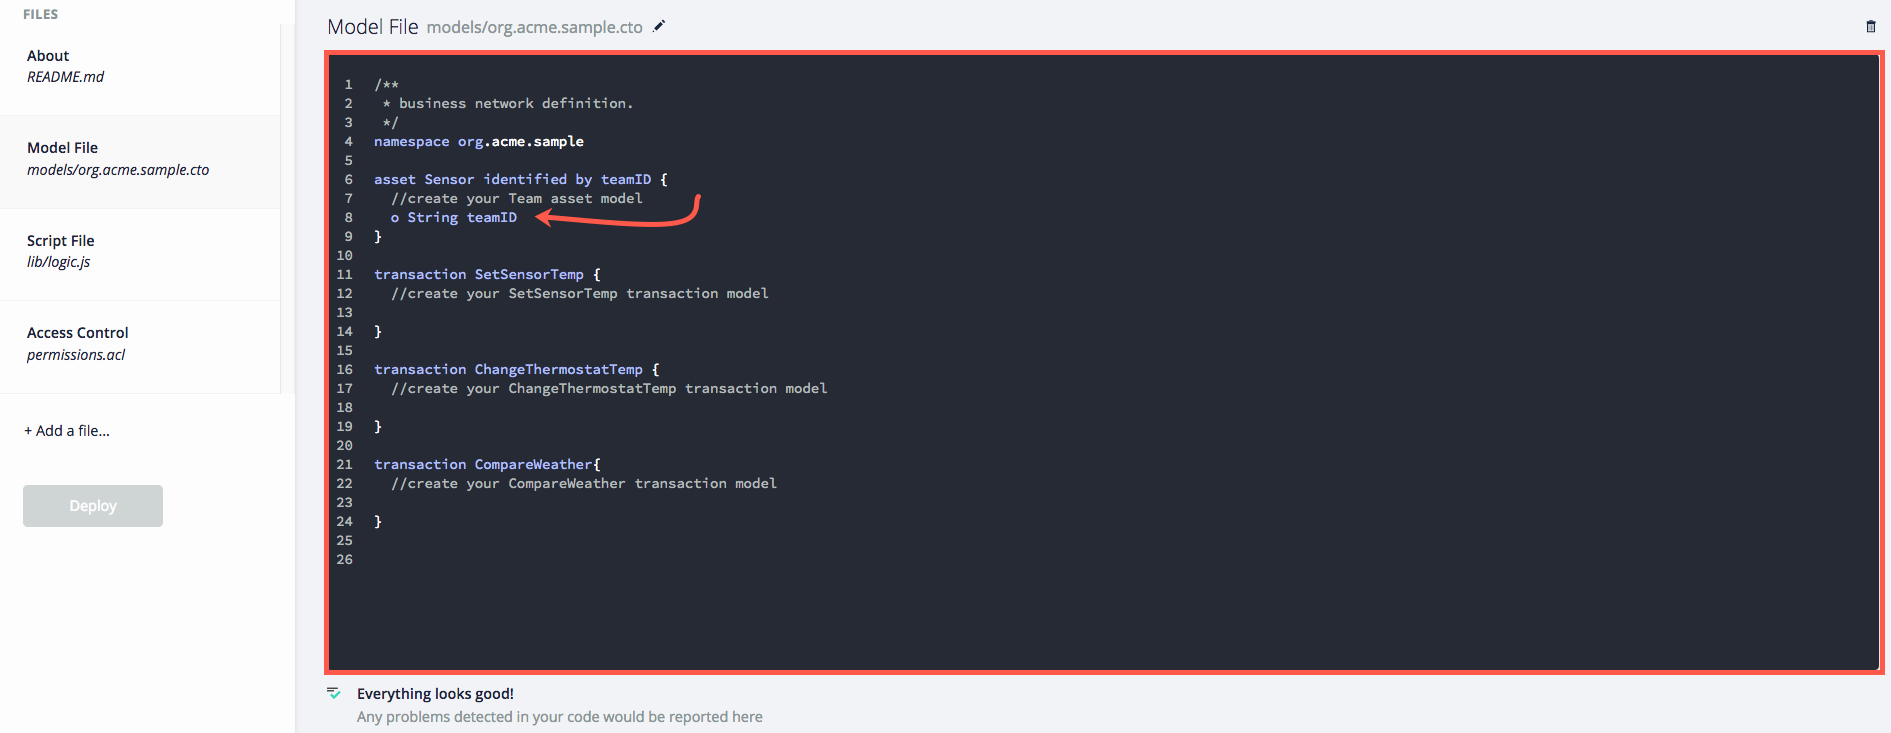 FILES
About
README.md
Model File
models/org.acme.sample.cto
Script File
lib/logic.js
Access Control
permissions.acl
+ Add a file...
Deploy
Model File models/org.acme.sample.cto
1 /**
2 * business network definition.
3 */
4 namespace org.acme.sample
5
6 asset Sensor identified by teamID {
7 //create your Team asset model
8 o String teamID
9 }
10
11 transaction SetSensorTemp {
12 //create your SetSensorTemp transaction model
13
14 }
15
16 transaction ChangeThermostatTemp {
17 //create your ChangeThermostatTemp transaction model
18
19 }
20
21 transaction CompareWeather{
22 //create your CompareWeather transaction model
23
24 }
25
26
Everything looks good!
Any problems detected in your code would be reported here